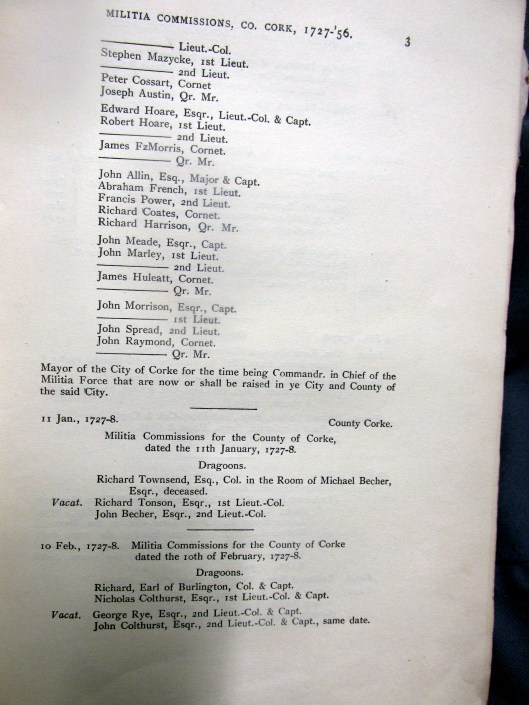 MILITIA COMMISSIONS, CO. CORK, 1727-'56. 3
———— Lieut.-Col.
Stephen Mazycke, 1st Lieut.
———— 2nd Lieut.
Peter Cossart, Cornet
Joseph Austin, Qr. Mr.
Edward Hoare, Esqr., Lieut.-Col. & Capt.
Robert Hoare, 1st Lieut.
———— 2nd Lieut.
James FzMorris, Cornet.
———— Qr. Mr.
John Allin, Esq., Major & Capt.
Abraham French, 1st Lieut.
Francis Power, 2nd Lieut.
Richard Coates, Cornet.
Richard Harrison, Qr. Mr.
John Meade, Esqr., Capt.
John Marley, 1st Lieut.
———— 2nd Lieut.
James Huleatt, Cornet.
———— Qr. Mr.
John Morrison, Esqr., Capt.
———— 1st Lieut.
John Spread, 2nd Lieut.
John Raymond, Cornet.
———— Qr. Mr.
Mayor of the City of Corke for the time being Commandr. in Chief of the
Militia Force that are now or shall be raised in ye City and County of
the said City.
11 Jan., 1727-8. County Corke.
Militia Commissions for the County of Corke,
dated the 11th January, 1727-8.
Dragoons.
Richard Townsend, Esq., Col. in the Room of Michael Becher,
Esqr., deceased.
Vacat. Richard Tonson, Esqr., 1st Lieut.-Col.
John Becher, Esqr., 2nd Lieut.-Col.
10 Feb., 1727-8. Militia Commissions for the County of Corke
dated the 10th of February, 1727-8.
Dragoons.
Richard, Earl of Burlington, Col. & Capt.
Nicholas Colthurst, Esqr., 1st Lieut.-Col. & Capt.
Vacat. George Rye, Esqr., 2nd Lieut.-Col. & Capt.
John Colthurst, Esqr., 2nd Lieut.-Col. & Capt., same date.